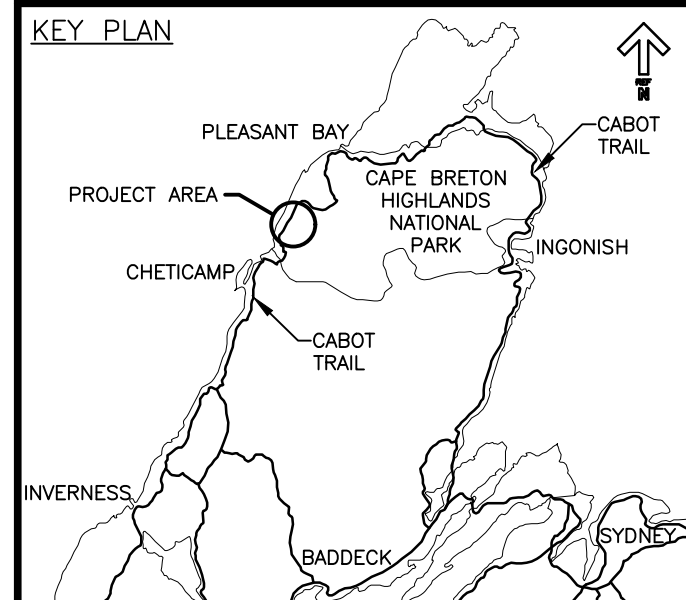 KEY PLAN
REF
N
CABOT
TRAIL
PLEASANT BAY
CAPE BRETON
HIGHLANDS
NATIONAL
PARK
PROJECT AREA
INGONISH
CHETICAMP
CABOT
TRAIL
INVERNESS
SYDNEY
BADDECK